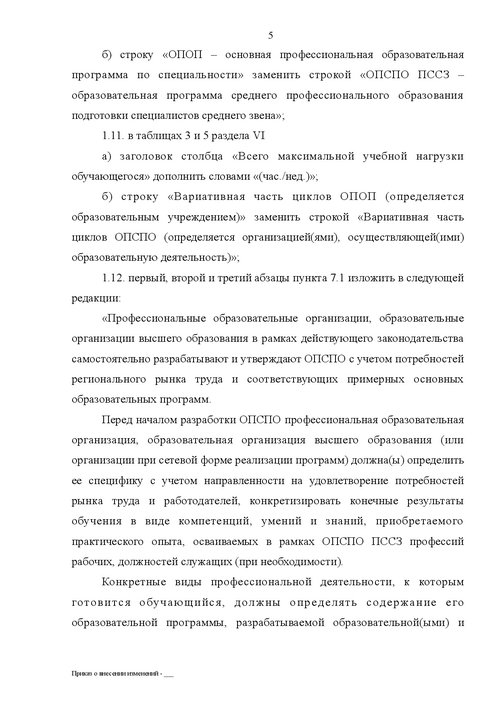 5
б) строку «ОПОП – основная профессиональная образовательная
программа по специальности» заменить строкой «ОПСПО ПССЗ –
образовательная программа среднего профессионального образования
подготовки специалистов среднего звена»;
1.11. в таблицах 3 и 5 раздела VI
а) заголовок столбца «Всего максимальной учебной нагрузки
обучающегося» дополнить словами «(час./нед.)»;
б) строку «Вариативная часть циклов ОПОП (определяется
образовательным учреждением)» заменить строкой «Вариативная часть
циклов ОПСПО (определяется организацией(ями), осуществляющей(ими)
образовательную деятельность)»;
1.12. первый, второй и третий абзацы пункта 7.1 изложить в следующей
редакции:
«Профессиональные образовательные организации, образовательные
организации высшего образования в рамках действующего законодательства
самостоятельно разрабатывают и утверждают ОПСПО с учетом потребностей
регионального рынка труда и соответствующих примерных основных
образовательных программ.
Перед началом разработки ОПСПО профессиональная образовательная
организация, образовательная организация высшего образования (или
организации при сетевой форме реализации программ) должна(ы) определить
ее специфику с учетом направленности на удовлетворение потребностей
рынка труда и работодателей, конкретизировать конечные результаты
обучения в виде компетенций, умений и знаний, приобретаемого
практического опыта, осваиваемых в рамках ОПСПО ПССЗ профессий
рабочих, должностей служащих (при необходимости).
Конкретные виды профессиональной деятельности, к которым
готовится обучающийся, должны определять содержание его
образовательной программы, разрабатываемой образовательной(ыми) и
Приказ о внесении изменений - ___